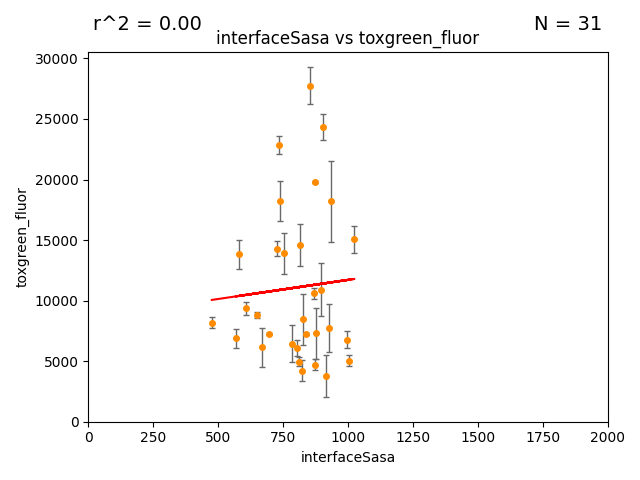 r^2 = 0.00
N = 31
interfaceSasa vs toxgreen_fluor
30000
25000
20000
15000
10000
5000
0
toxgreen_fluor
0 250 500 750 1000 1250 1500 1750 2000
interfaceSasa